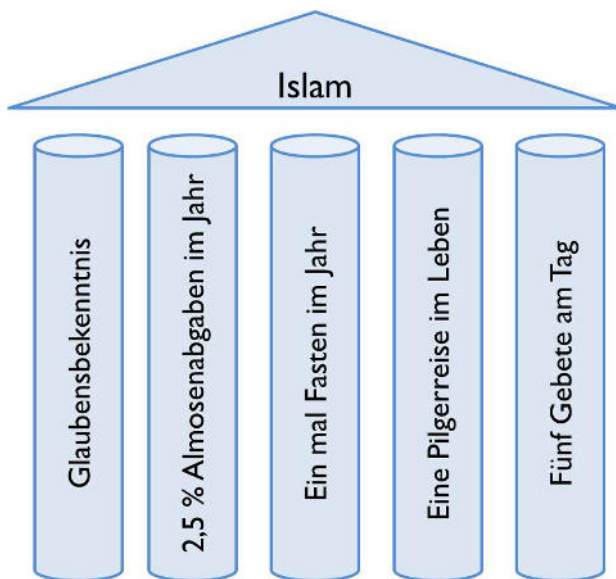 Islam
Glaubensbekenntnis
2,5 % Almosenabgaben im Jahr
Ein mal Fasten im Jahr
Eine Pilgerreise im Leben
Fünf Gebete am Tag